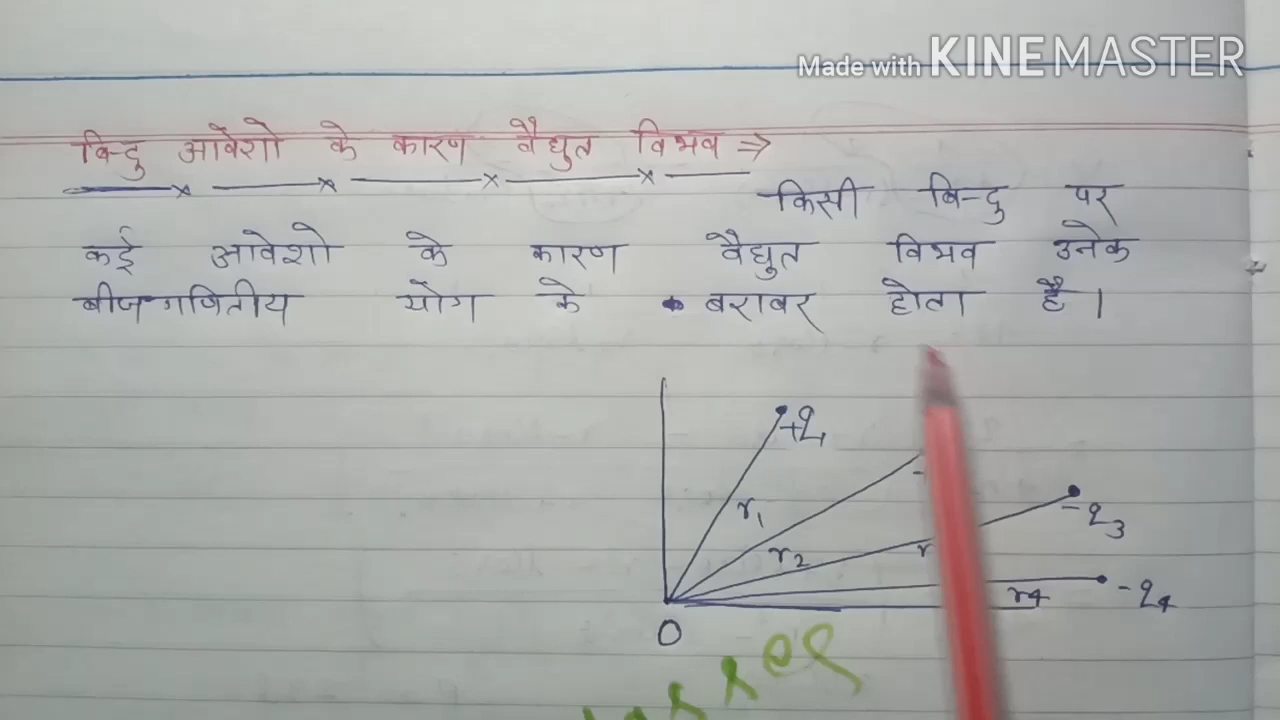 Made with KINEMASTER
बिन्दु आवेशो के कारण वैद्युत विभव ⇒
किसी बिन्दु पर
कई आवेशो के कारण वैद्युत विभव उनेक
बीजगणितीय योग के बराबर होता है।
+q₁
-q₃
r₁
r₂
r
r₄
-q₄
O